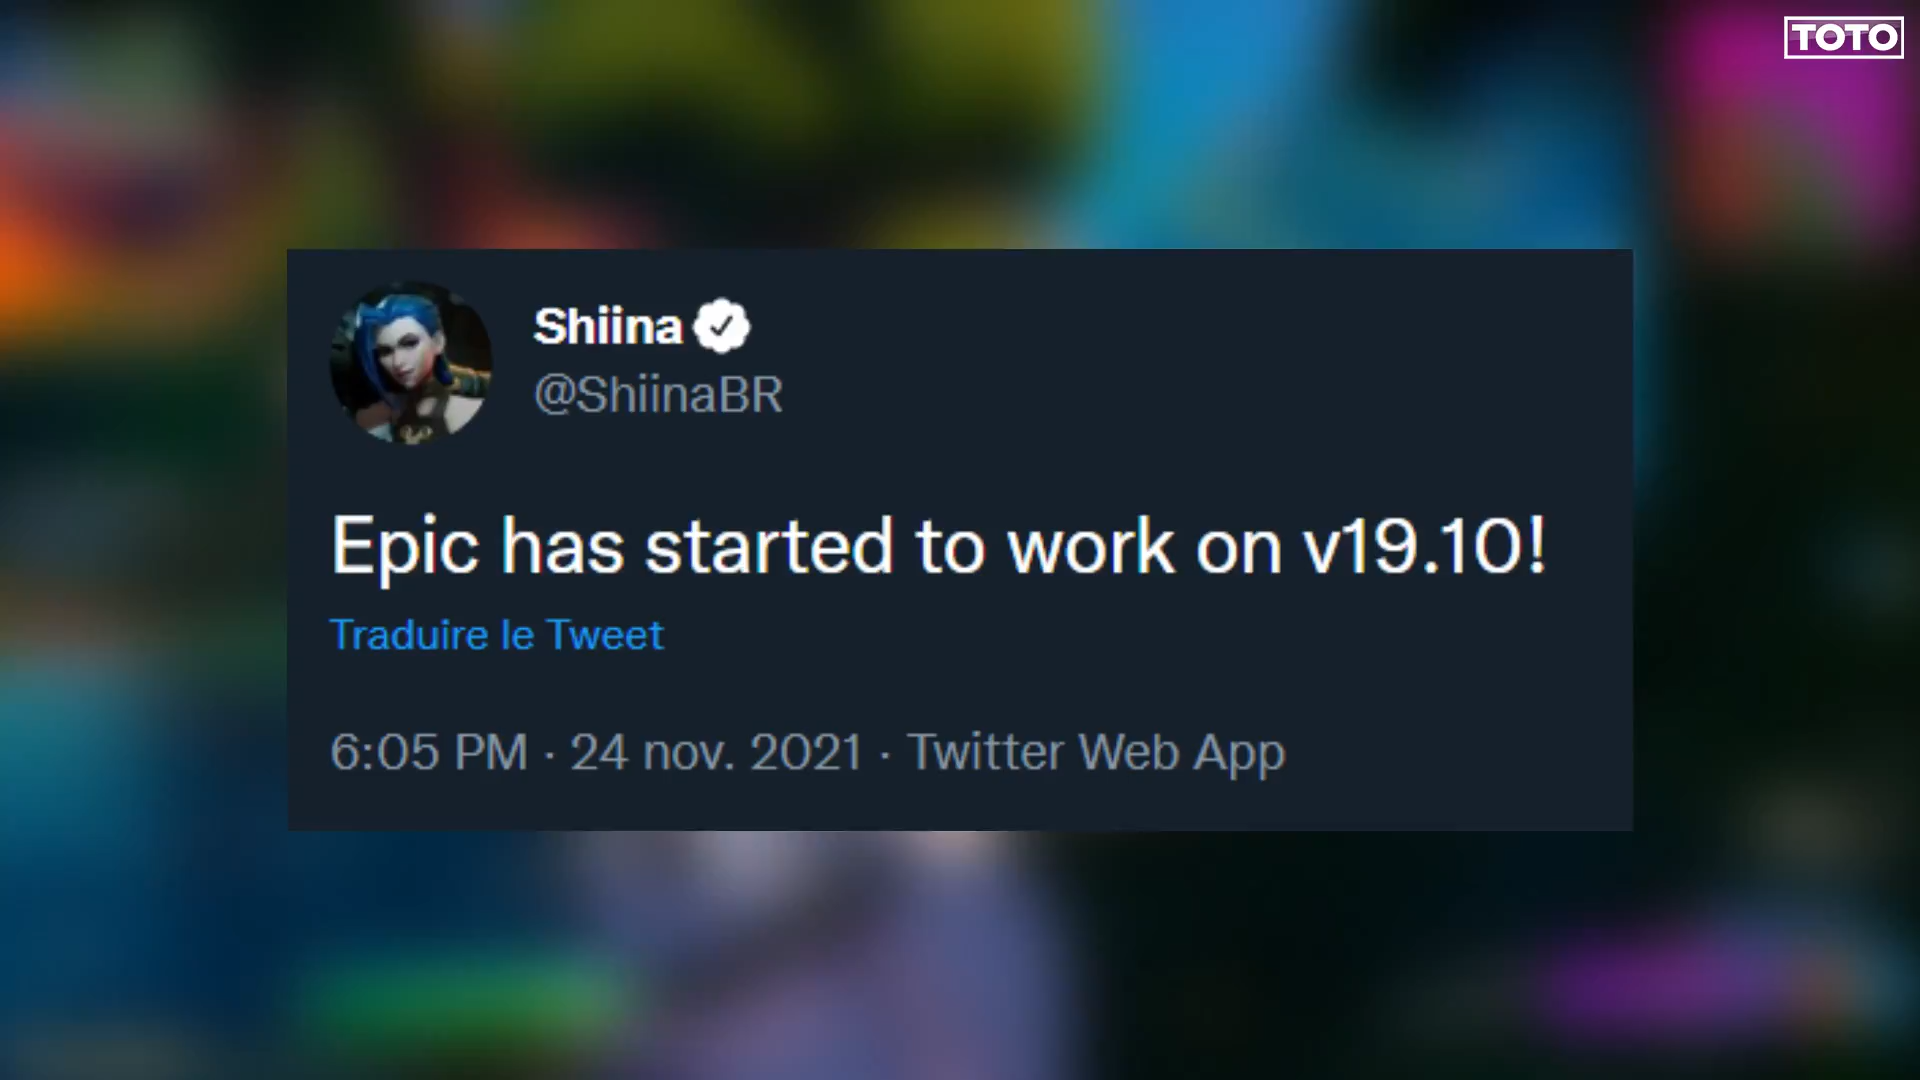 TOTO
Shiina
@ShiinaBR
Epic has started to work on v19.10!
Traduire le Tweet
6:05 PM · 24 nov. 2021 · Twitter Web App